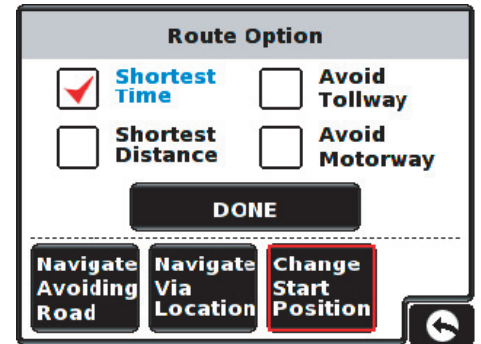 Route Option
Shortest
Time
Avoid
Tollway
Shortest
Distance
Avoid
Motorway
DONE
Navigate
Avoiding
Road
Navigate
Via
Location
Change
Start
Position